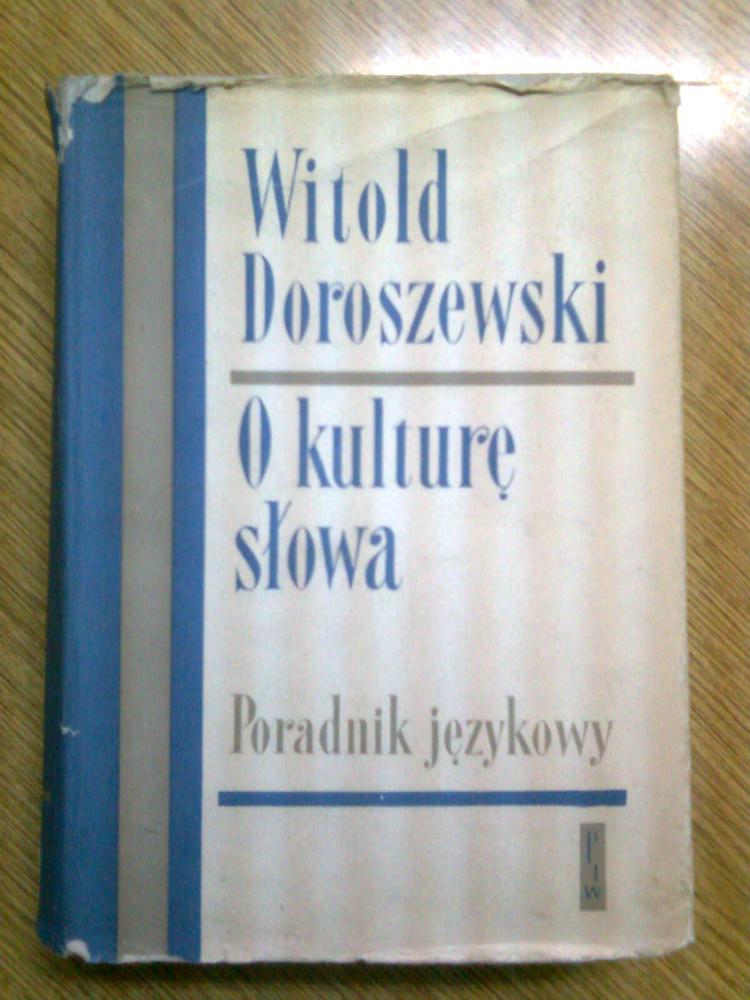 Witold
Doroszewski
O kulturę
słowa
Poradnik językowy
P
I
W